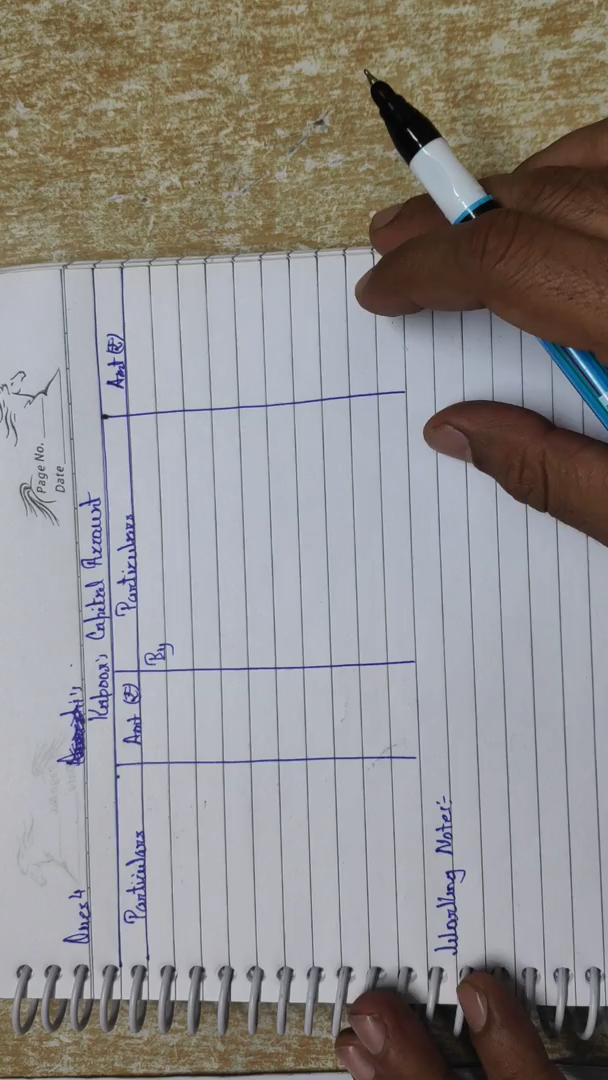 Page No.
Date
Ques 4
Kapoor's Capital Account
Particulars Amt (₹) Particulars Amt (₹)
By
Working Notes:-